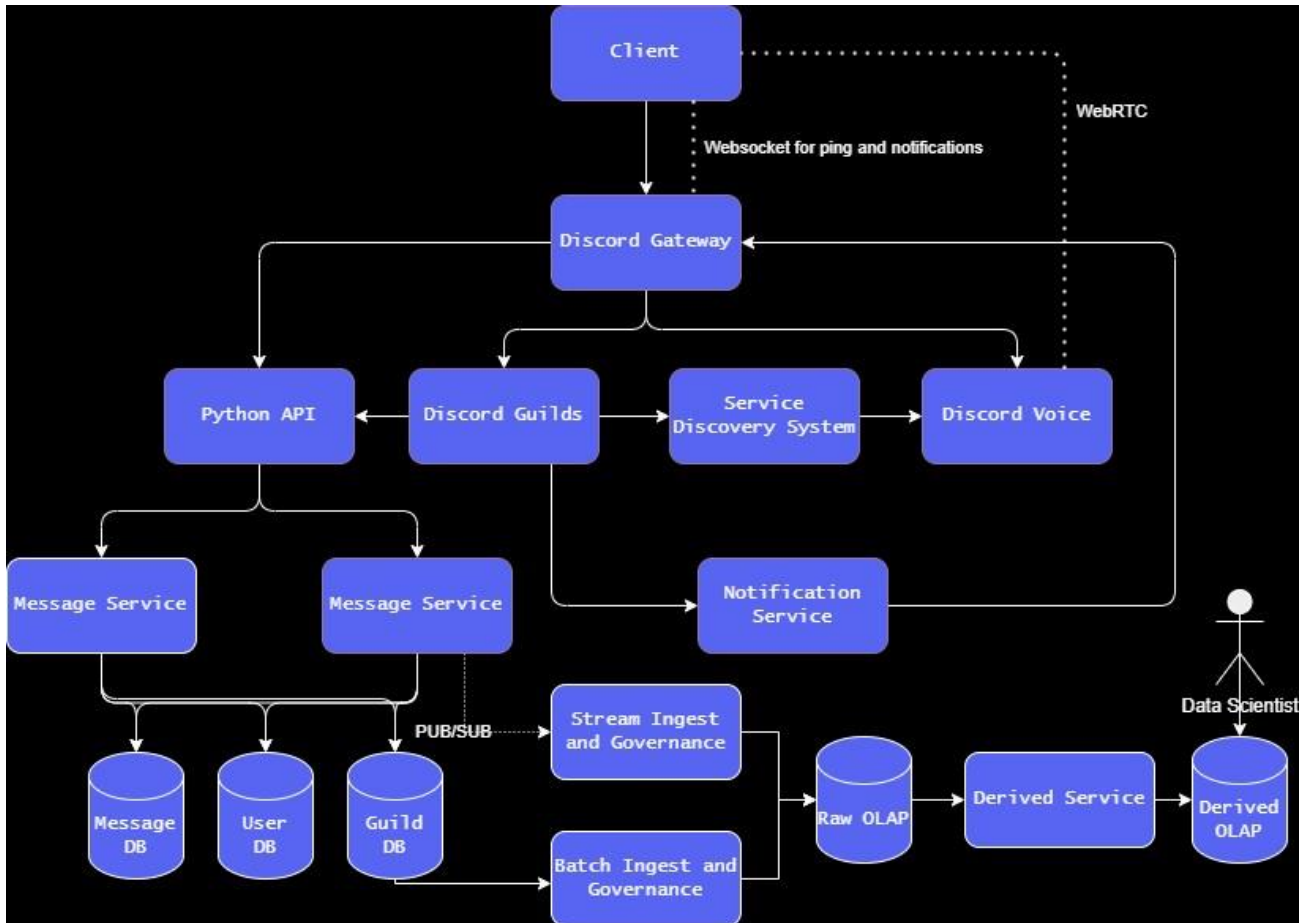 Client
WebRTC
Websocket for ping and notifications
Discord Gateway
Python API
Discord Guilds
Service
Discovery System
Discord Voice
Message Service
Message Service
Notification
Service
Data Scientist
PUB/SUB
Stream Ingest
and Governance
Message
DB
User
DB
Guild
DB
Raw OLAP
Derived Service
Derived
OLAP
Batch Ingest and
Governance